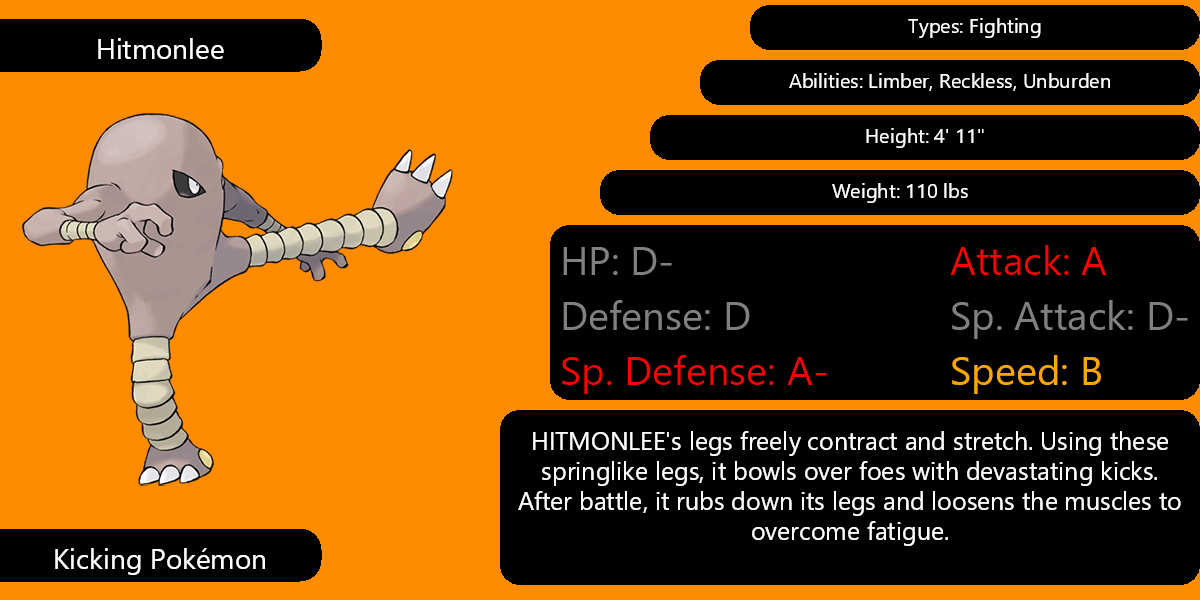 Hitmonlee
Types: Fighting
Abilities: Limber, Reckless, Unburden
Height: 4' 11"
Weight: 110 lbs
HP: D-
Attack: A
Defense: D
Sp. Attack: D-
Sp. Defense: A-
Speed: B
HITMONLEE's legs freely contract and stretch. Using these
springlike legs, it bowls over foes with devastating kicks.
After battle, it rubs down its legs and loosens the muscles to
overcome fatigue.
Kicking Pokémon